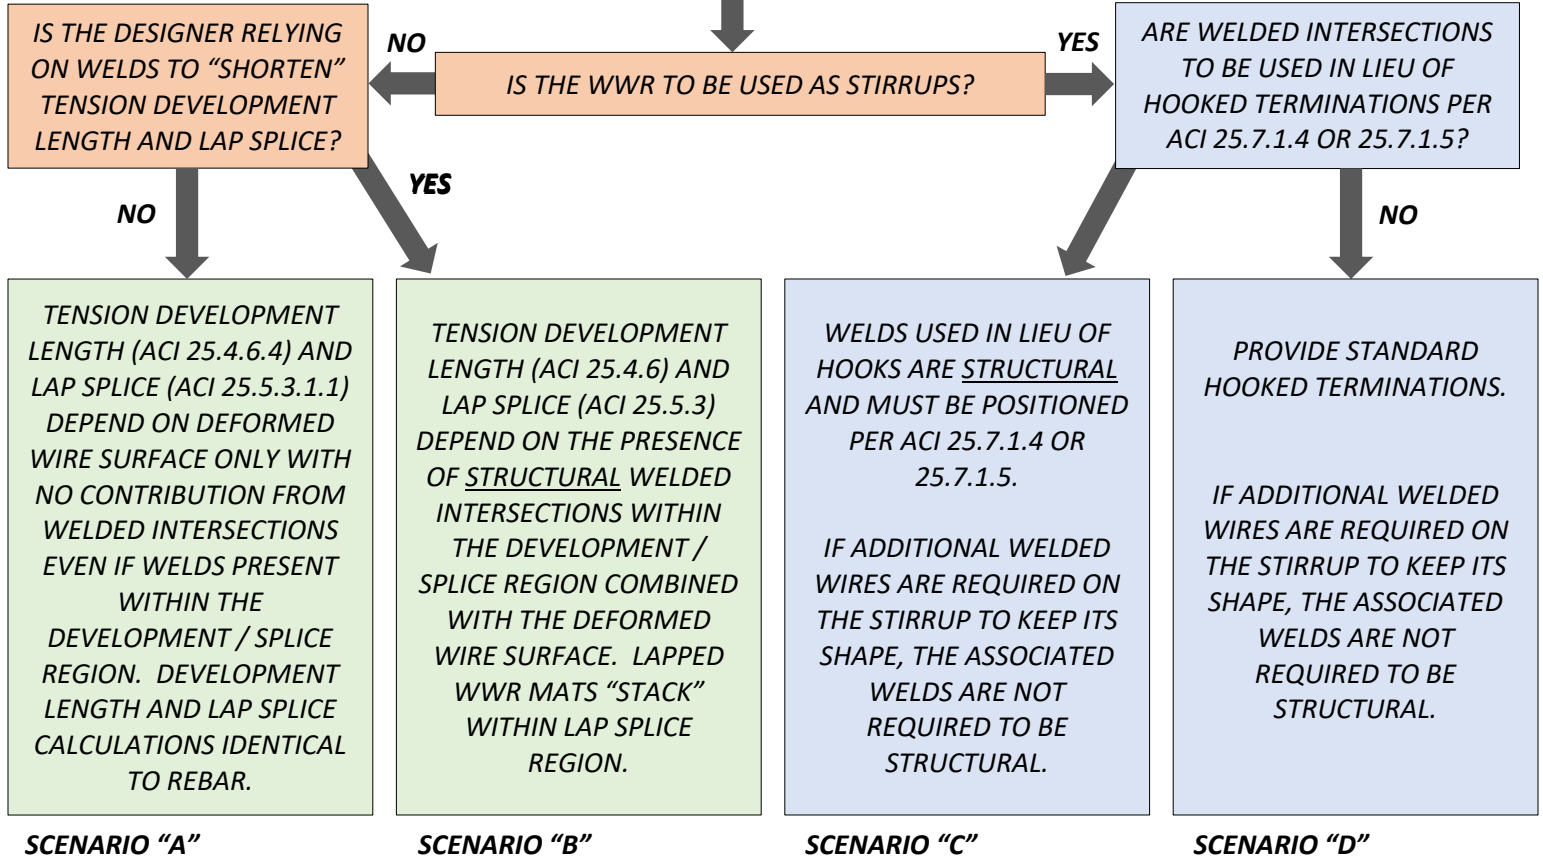 IS THE DESIGNER RELYING
ON WELDS TO “SHORTEN”
TENSION DEVELOPMENT
LENGTH AND LAP SPLICE?
NO
IS THE WWR TO BE USED AS STIRRUPS?
YES
ARE WELDED INTERSECTIONS
TO BE USED IN LIEU OF
HOOKED TERMINATIONS PER
ACI 25.7.1.4 OR 25.7.1.5?
NO
YES
NO
TENSION DEVELOPMENT
LENGTH (ACI 25.4.6.4) AND
LAP SPLICE (ACI 25.5.3.1.1)
DEPEND ON DEFORMED
WIRE SURFACE ONLY WITH
NO CONTRIBUTION FROM
WELDED INTERSECTIONS
EVEN IF WELDS PRESENT
WITHIN THE
DEVELOPMENT / SPLICE
REGION. DEVELOPMENT
LENGTH AND LAP SPLICE
CALCULATIONS IDENTICAL
TO REBAR.
TENSION DEVELOPMENT
LENGTH (ACI 25.4.6) AND
LAP SPLICE (ACI 25.5.3)
DEPEND ON THE PRESENCE
OF STRUCTURAL WELDED
INTERSECTIONS WITHIN
THE DEVELOPMENT /
SPLICE REGION COMBINED
WITH THE DEFORMED
WIRE SURFACE. LAPPED
WWR MATS “STACK”
WITHIN LAP SPLICE
REGION.
WELDS USED IN LIEU OF
HOOKS ARE STRUCTURAL
AND MUST BE POSITIONED
PER ACI 25.7.1.4 OR
25.7.1.5.
IF ADDITIONAL WELDED
WIRES ARE REQUIRED ON
THE STIRRUP TO KEEP ITS
SHAPE, THE ASSOCIATED
WELDS ARE NOT
REQUIRED TO BE
STRUCTURAL.
PROVIDE STANDARD
HOOKED TERMINATIONS.
IF ADDITIONAL WELDED
WIRES ARE REQUIRED ON
THE STIRRUP TO KEEP ITS
SHAPE, THE ASSOCIATED
WELDS ARE NOT
REQUIRED TO BE
STRUCTURAL.
SCENARIO “A”
SCENARIO “B”
SCENARIO “C”
SCENARIO “D”